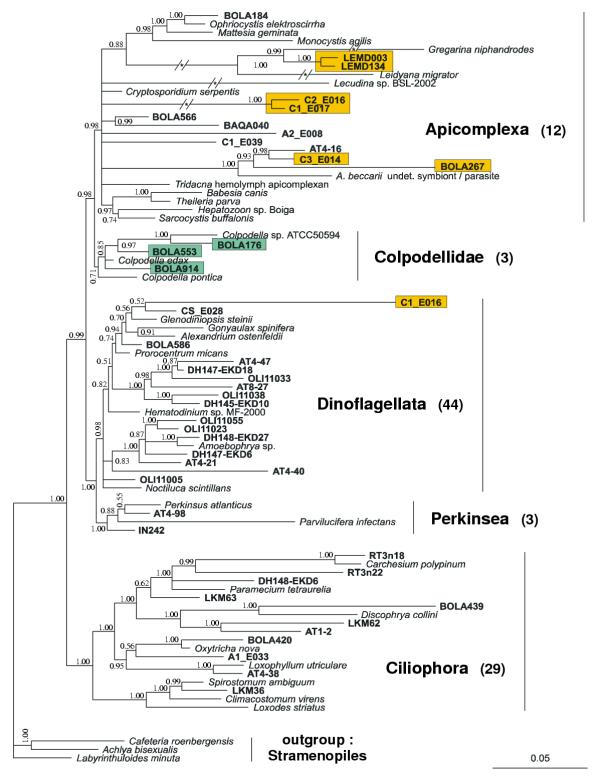 1.00
BOLA184
Ophriocystis elektroscirrha
Mattesia geminata
0.98
1.00
Monocystis agilis
0.88
Gregarina niphandrodes
0.99
LEMD003
1.00
LEMD134
1.00
Leidyana migrator
Lecudina sp. BSL-2002
Cryptosporidium serpentis
1.00
C2_E016
C1_E017
BOLA566
0.99
BAQA040
Apicomplexa (12)
0.98
A2_E008
C1_E039
AT4-16
0.98
C3_E014
0.93
BOLA267
1.00
A. beccarii undet. symbiont / parasite
Tridacna hemolymph apicomplexan
Babesia canis
1.00
Theileria parva
0.98
1.00
0.97
Hepatozoon sp. Boiga
0.74
Sarcocystis buffalonis
Colpodella sp. ATCC50594
1.00
BOLA176
0.97
BOLA553
0.85
Colpodella edax
BOLA914
0.71
Colpodella pontica
Colpodellidae (3)
0.52
C1_E016
0.56
CS_E028
0.70
Glenodiniopsis steinii
0.94
Gonyaulax spinifera
0.74
0.91
Alexandrium ostenfeldii
BOLA586
Prorocentrum micans
0.99
0.51
0.87
AT4-47
1.00
DH147-EKD18
0.98
OLI11033
AT8-27
0.82
1.00
OLI11038
1.00
DH145-EKD10
Dinoflagellata (44)
Hematodinium sp. MF-2000
OLI11055
1.00
OLI11023
0.98
0.87
1.00
DH148-EKD27
Amoebophrya sp.
1.00
DH147-EKD6
0.83
AT4-21
AT4-40
OLI11005
1.00
Noctiluca scintillans
1.00
0.55
Perkinsus atlanticus
0.88
AT4-98
Parvilucifera infectans
1.00
IN242
Perkinsea (3)
1.00
RT3n18
0.99
Carchesium polypinum
RT3n22
0.62
DH148-EKD6
Paramecium tetraurelia
LKM63
1.00
1.00
BOLA439
1.00
Discophrya collini
LKM62
1.00
AT1-2
1.00
BOLA420
Oxytricha nova
0.56
A1_E033
1.00
Loxophyllum utriculare
0.95
1.00
AT4-38
Ciliophora (29)
1.00
Spirostomum ambiguum
0.99
LKM36
1.00
Climacostomum virens
1.00
Loxodes striatus
1.00
Cafeteria roenbergensis
Achlya bisexualis
Labyrinthuloides minuta
outgroup :
Stramenopiles
0.05